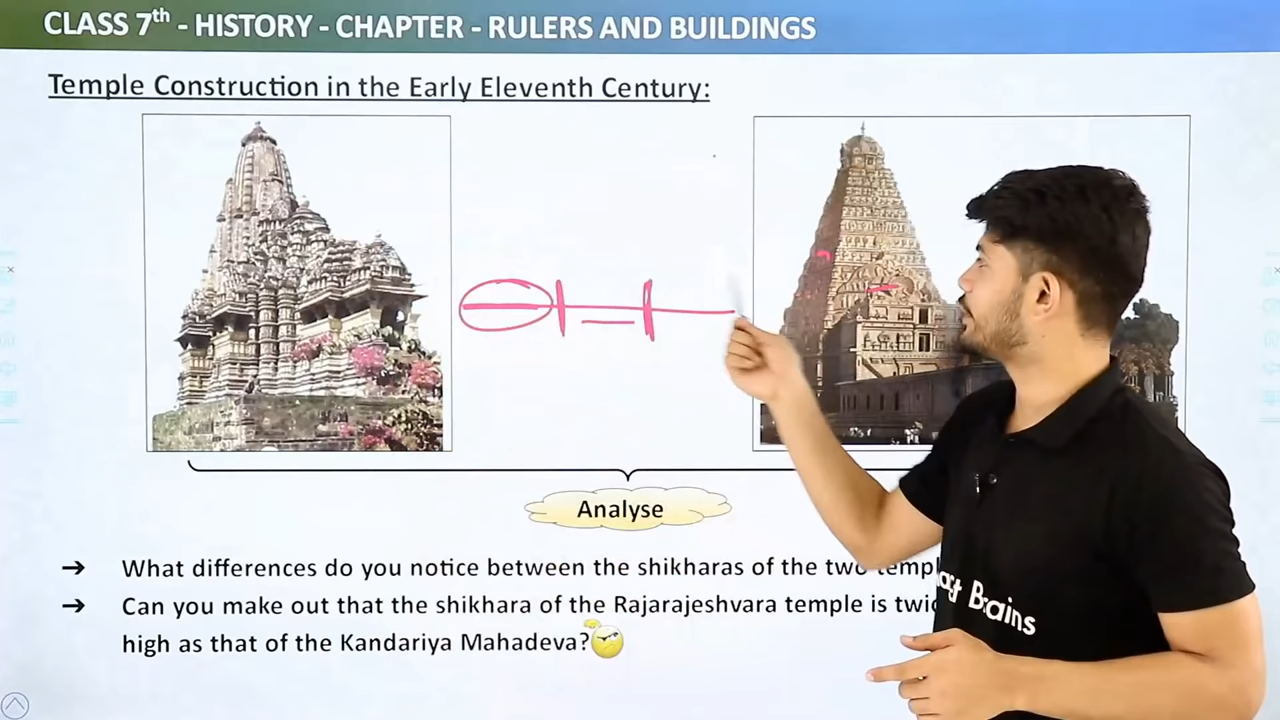 CLASS 7th - HISTORY - CHAPTER - RULERS AND BUILDINGS
Temple Construction in the Early Eleventh Century:
Analyse
➔ What differences do you notice between the shikharas of the two
➔ Can you make out that the shikhara of the Rajarajeshvara temple is
high as that of the Kandariya Mahadeva?
Brains